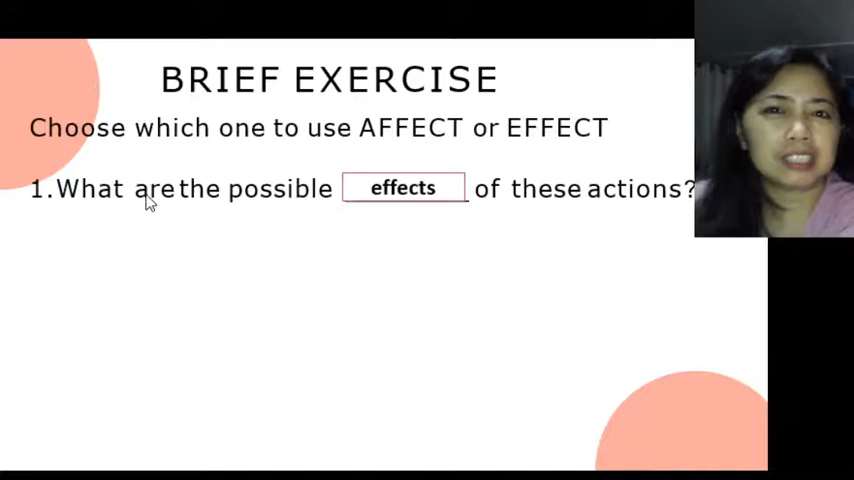 BRIEF EXERCISE
Choose which one to use AFFECT or EFFECT
1. What are the possible effects of these actions?